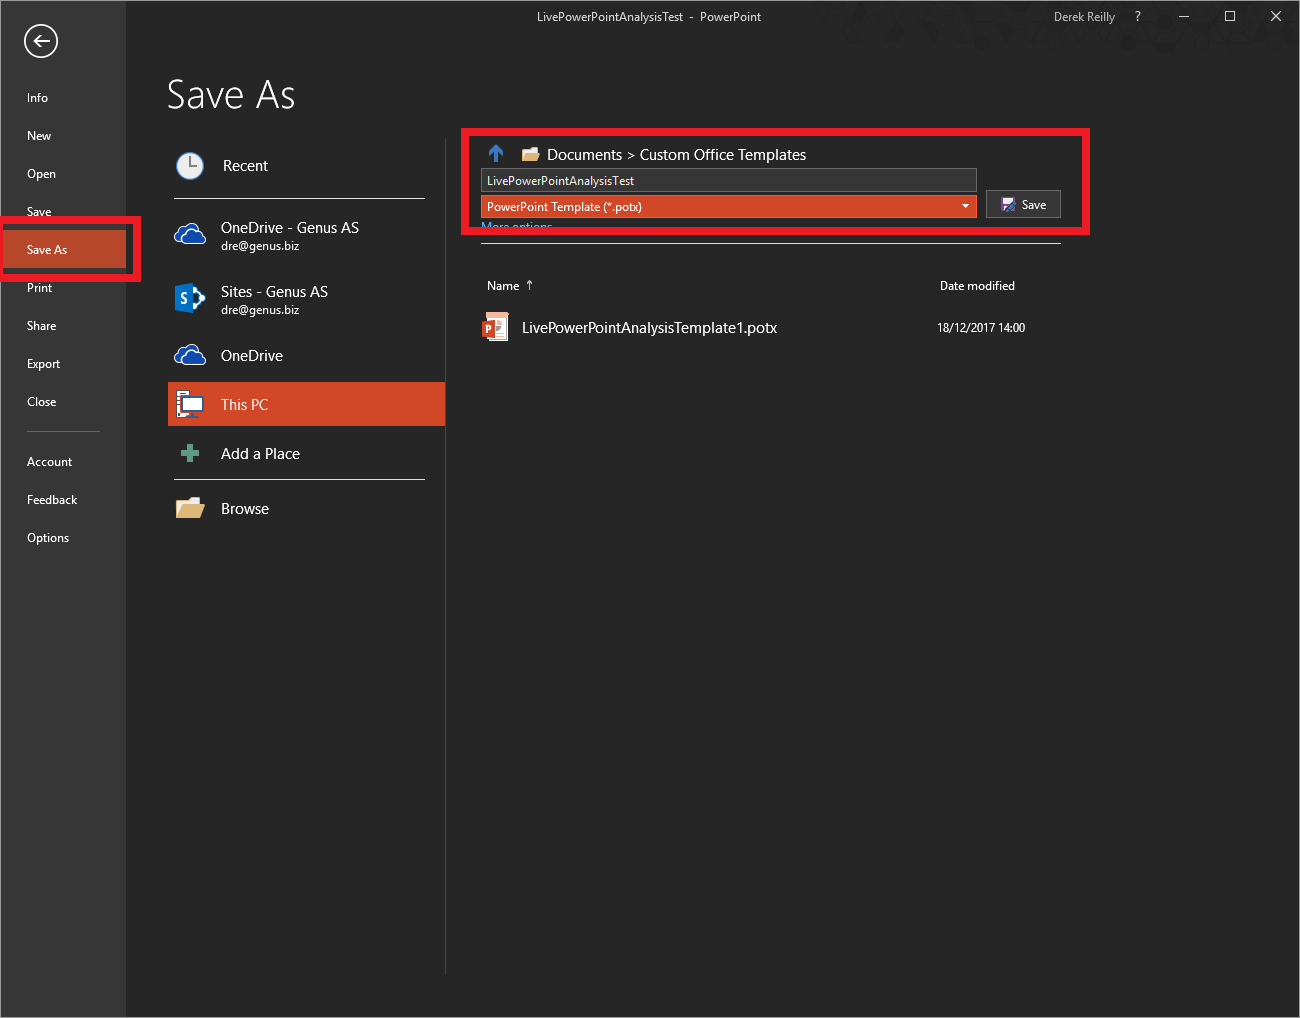 LivePowerPointAnalysisTest - PowerPoint
Derek Reilly ?
Info
New
Open
Save
Save As
Print
Share
Export
Close
Account
Feedback
Options
Save As
Recent
OneDrive - Genus AS
dre@genus.biz
Sites - Genus AS
dre@genus.biz
OneDrive
This PC
Add a Place
Browse
Documents > Custom Office Templates
LivePowerPointAnalysisTest
PowerPoint Template (*.potx)
Save
More options
Name ↑ Date modified
LivePowerPointAnalysisTemplate1.potx 18/12/2017 14:00